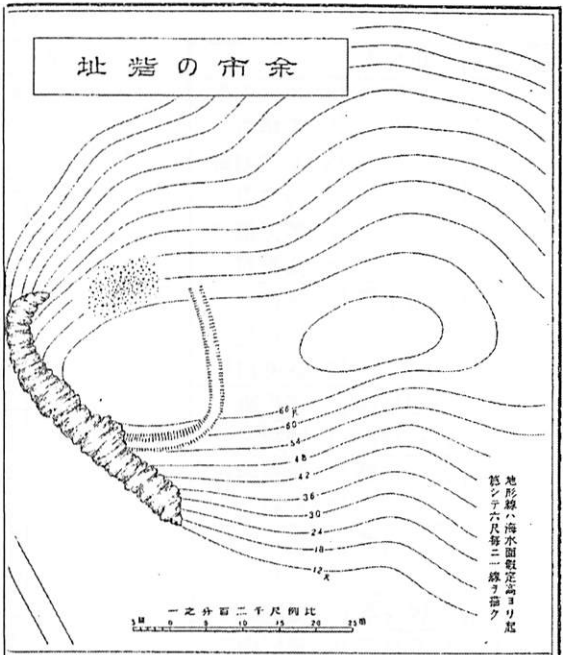 余市の砦址
66尺
60
54
48
42
36
30
24
18
12尺
地形線ハ海水面假定高ヨリ起
算シテ六尺每ニ一線ヲ描ク
比例尺千二百分之一
5間 0 5 10 15 20 25間